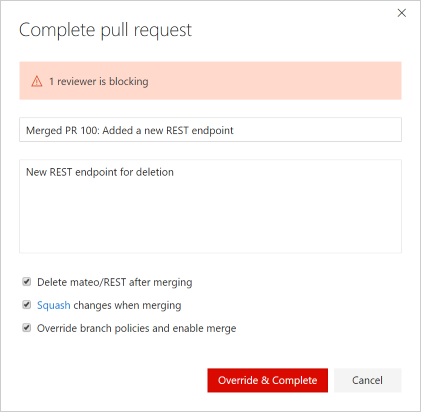 Complete pull request
1 reviewer is blocking
Merged PR 100: Added a new REST endpoint
New REST endpoint for deletion
Delete mateo/REST after merging
Squash changes when merging
Override branch policies and enable merge
Override & Complete
Cancel